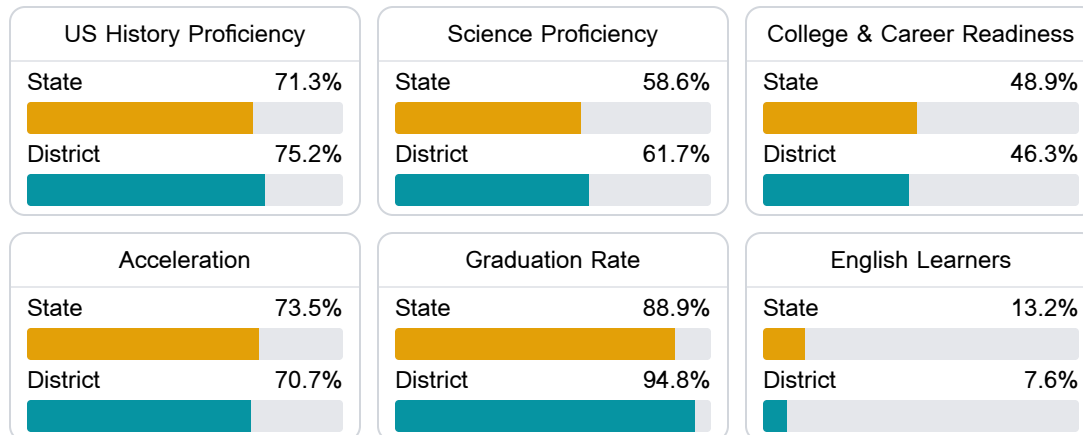 US History Proficiency
State 71.3%
District 75.2%
Science Proficiency
State 58.6%
District 61.7%
College & Career Readiness
State 48.9%
District 46.3%
Acceleration
State 73.5%
District 70.7%
Graduation Rate
State 88.9%
District 94.8%
English Learners
State 13.2%
District 7.6%